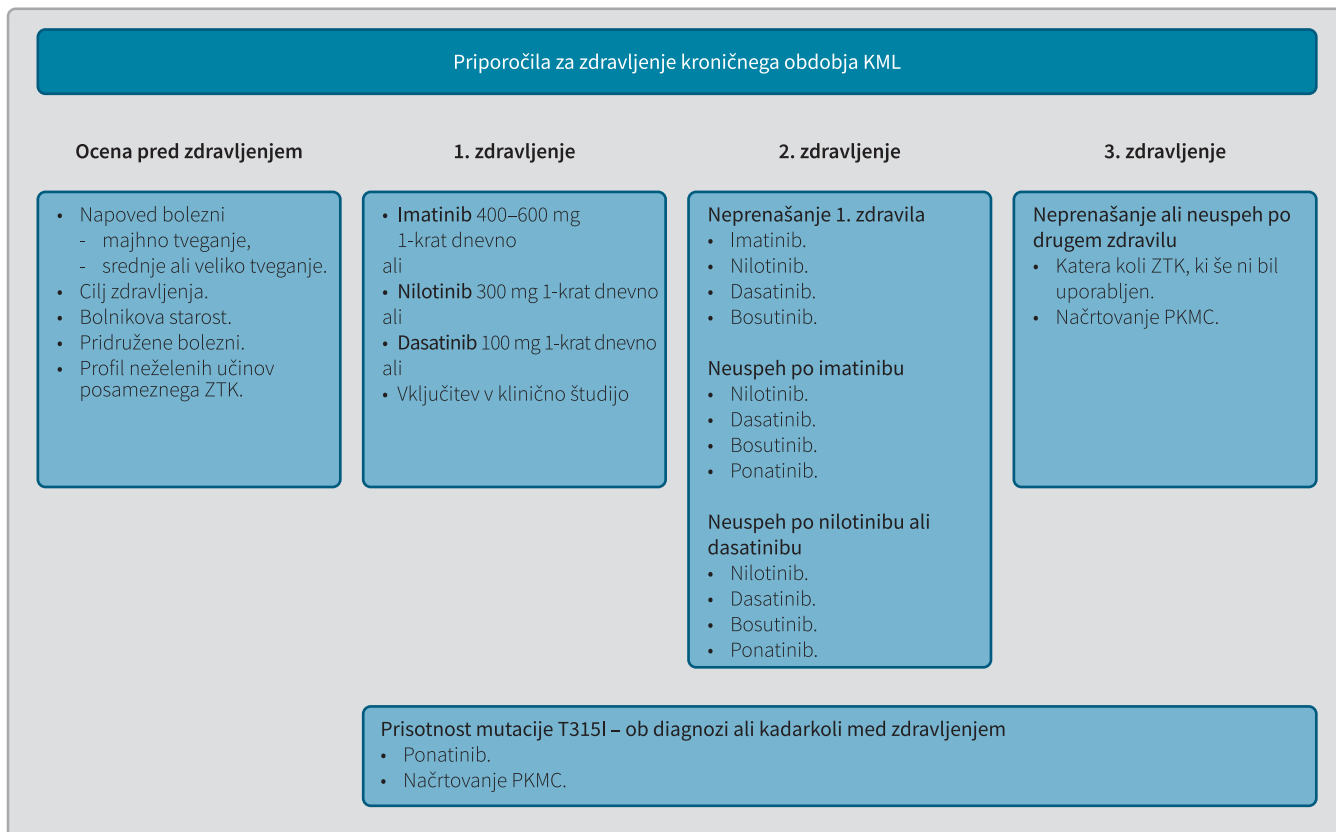 Priporočila za zdravljenje kroničnega obdobja KML
Ocena pred zdravljenjem
• Napoved bolezni
- majhno tveganje,
- srednje ali veliko tveganje.
• Cilj zdravljenja.
• Bolnikova starost.
• Pridružene bolezni.
• Profil neželenih učinov
posameznega ZTK.
1. zdravljenje
• Imatinib 400–600 mg
1-krat dnevno
ali
• Nilotinib 300 mg 1-krat dnevno
ali
• Dasatinib 100 mg 1-krat dnevno
ali
• Vključitev v klinično študijo
2. zdravljenje
Neprenašanje 1. zdravila
• Imatinib.
• Nilotinib.
• Dasatinib.
• Bosutinib.
Neuspeh po imatinibu
• Nilotinib.
• Dasatinib.
• Bosutinib.
• Ponatinib.
Neuspeh po nilotinibu ali
dasatinibu
• Nilotinib.
• Dasatinib.
• Bosutinib.
• Ponatinib.
3. zdravljenje
Neprenašanje ali neuspeh po
drugem zdravilu
• Katera koli ZTK, ki še ni bil
uporabljen.
• Načrtovanje PKMC.
Prisotnost mutacije T315I – ob diagnozi ali kadarkoli med zdravljenjem
• Ponatinib.
• Načrtovanje PKMC.